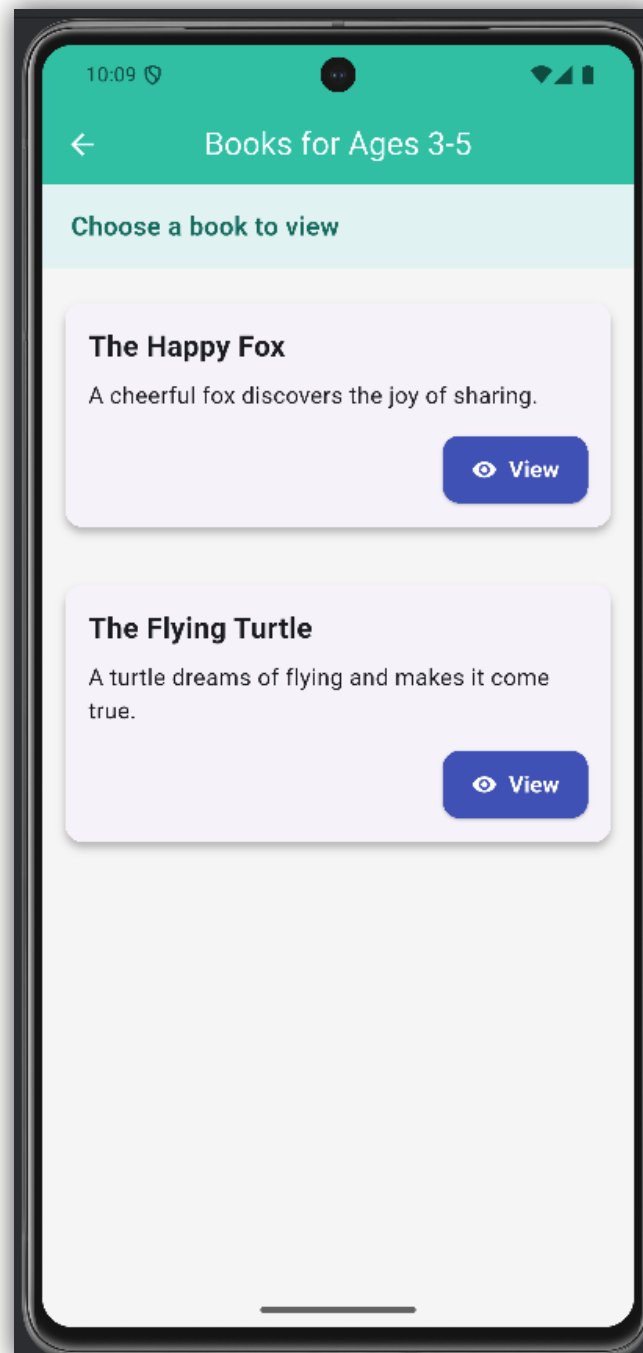 10:09
Books for Ages 3-5
Choose a book to view
The Happy Fox
A cheerful fox discovers the joy of sharing.
View
The Flying Turtle
A turtle dreams of flying and makes it come
true.
View